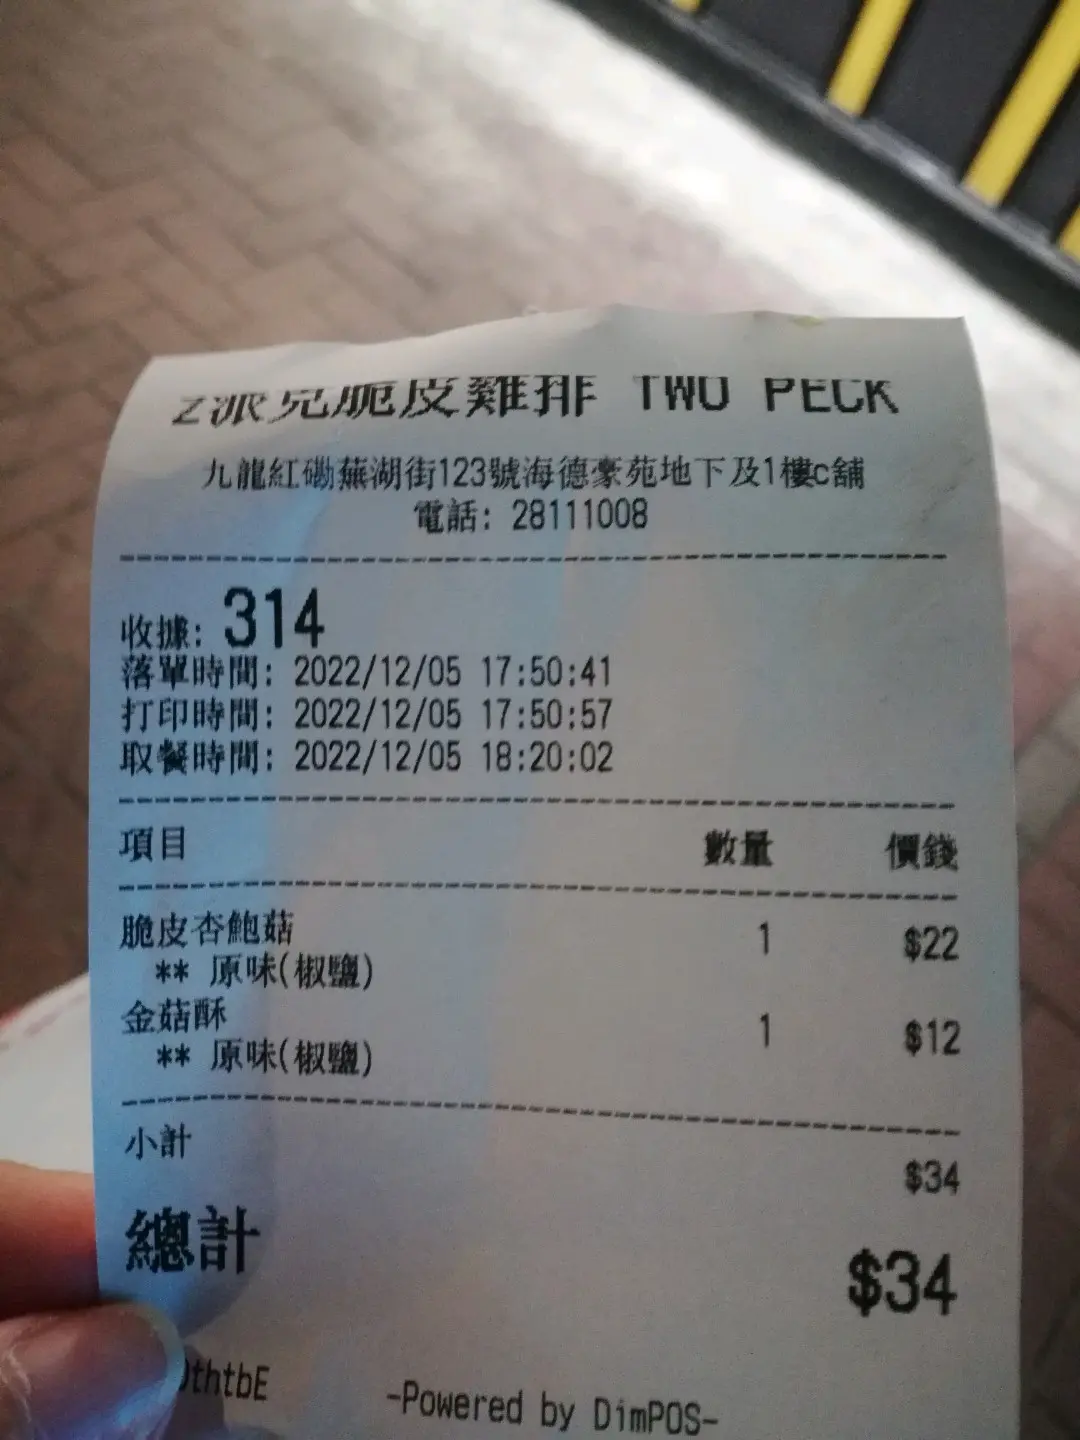 2派克脆皮雞排 TWO PECK
九龍紅磡蕪湖街123號海德豪苑地下及1樓c舖
電話: 28111008
收據: 314
落單時間: 2022/12/05 17:50:41
打印時間: 2022/12/05 17:50:57
取餐時間: 2022/12/05 18:20:02
項目 數量 價錢
脆皮杏鮑菇 1 $22
** 原味(椒鹽)
金菇酥 1 $12
** 原味(椒鹽)
小計 $34
總計 $34
thtbE -Powered by DimPOS-